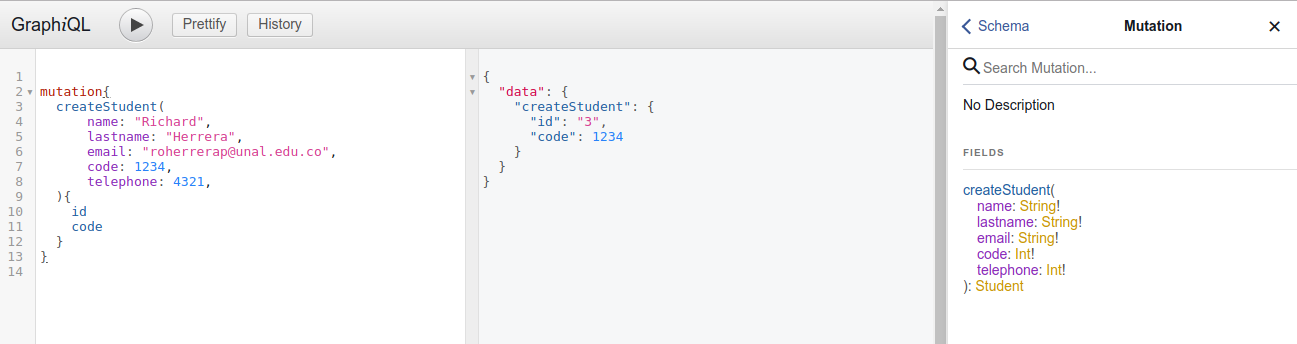 GraphiQL
Prettify
History
1
2 mutation{
3 createStudent(
4 name: "Richard",
5 lastname: "Herrera",
6 email: "roherrerap@unal.edu.co",
7 code: 1234,
8 telephone: 4321,
9 ){
10 id
11 code
12 }
13 }
14
{
"data": {
"createStudent": {
"id": "3",
"code": 1234
}
}
}
Schema
Mutation
Search Mutation...
No Description
FIELDS
createStudent(
name: String!
lastname: String!
email: String!
code: Int!
telephone: Int!
): Student